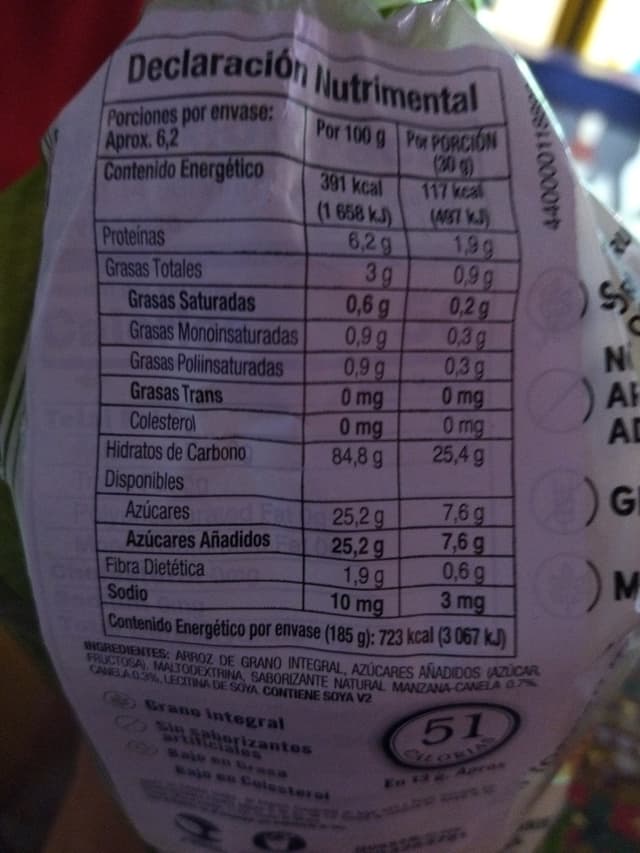 Declaración Nutrimental
Porciones por envase:
Aprox. 6,2
Por 100 g
Por PORCIÓN
(30 g)
Contenido Energético
391 kcal
(1 658 kJ)
117 kcal
(497 kJ)
Proteínas 6,2 g 1,9 g
Grasas Totales 3 g 0,9 g
Grasas Saturadas 0,6 g 0,2 g
Grasas Monoinsaturadas 0,9 g 0,3 g
Grasas Poliinsaturadas 0,9 g 0,3 g
Grasas Trans 0 mg 0 mg
Colesterol 0 mg 0 mg
Hidratos de Carbono
Disponibles
84,8 g 25,4 g
Azúcares 25,2 g 7,6 g
Azúcares Añadidos 25,2 g 7,6 g
Fibra Dietética 1,9 g 0,6 g
Sodio 10 mg 3 mg
Contenido Energético por envase (185 g): 723 kcal (3 067 kJ)
INGREDIENTES: ARROZ DE GRANO INTEGRAL, AZÚCARES AÑADIDOS (AZÚCAR,
FRUCTOSA), MALTODEXTRINA, SABORIZANTE NATURAL MANZANA-CANELA 0.7%,
CANELA 0.3%, LECITINA DE SOYA. CONTIENE SOYA V2
Grano integral
Sin saborizantes
artificiales
Bajo en Grasa
Bajo en Colesterol
51
CALORÍAS
En 13 g. Aprox